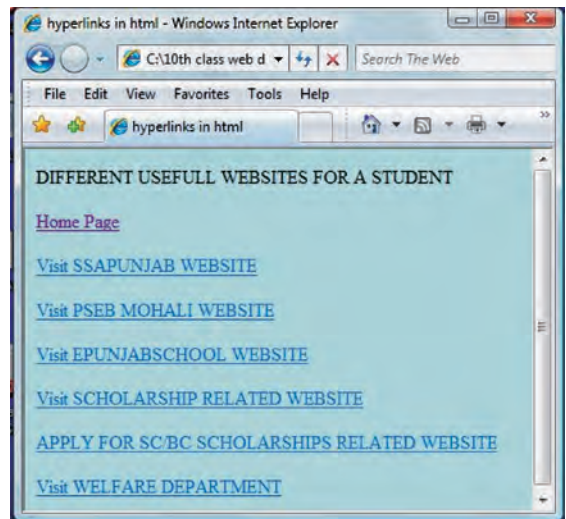 hyperlinks in html - Windows Internet Explorer
C:\10th class web d
Search The Web
File Edit View Favorites Tools Help
hyperlinks in html
DIFFERENT USEFULL WEBSITES FOR A STUDENT
Home Page
Visit SSAPUNJAB WEBSITE
Visit PSEB MOHALI WEBSITE
Visit EPUNJABSCHOOL WEBSITE
Visit SCHOLARSHIP RELATED WEBSITE
APPLY FOR SC/BC SCHOLARSHIPS RELATED WEBSITE
Visit WELFARE DEPARTMENT